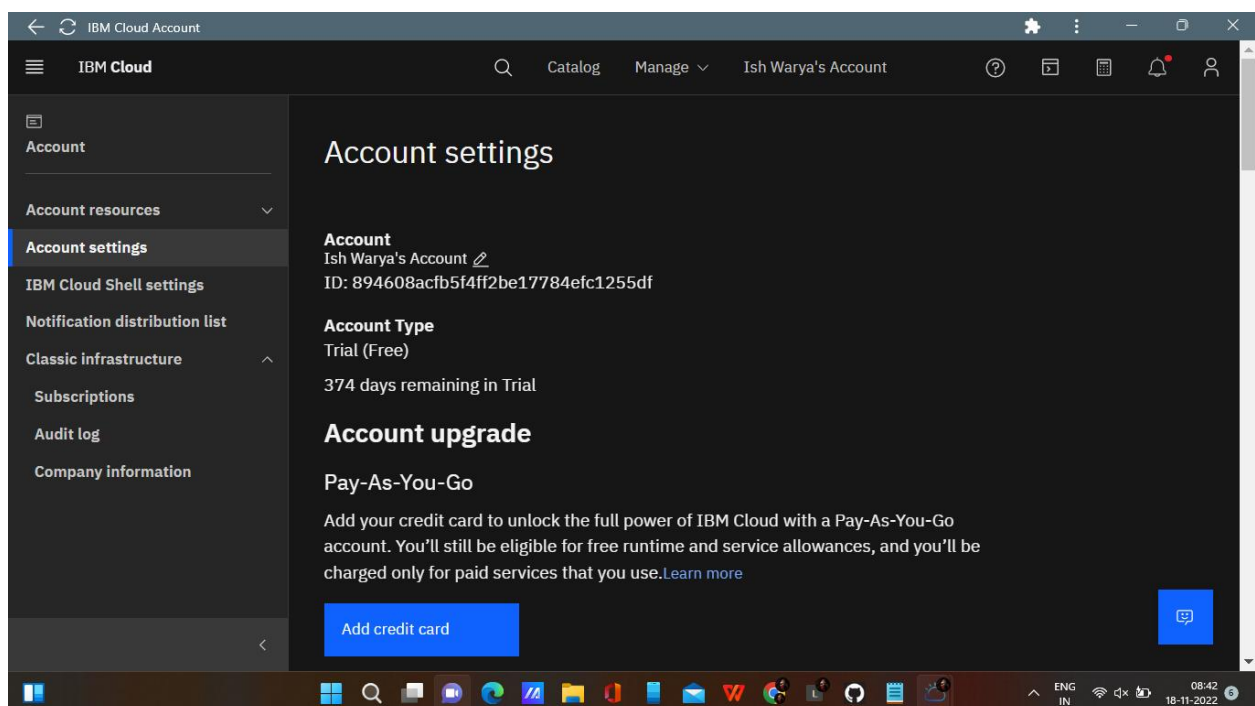 IBM Cloud Account
IBM Cloud
Catalog
Manage
Ish Warya's Account
Account
Account resources
Account settings
IBM Cloud Shell settings
Notification distribution list
Classic infrastructure
Subscriptions
Audit log
Company information
Account settings
Account
Ish Warya's Account
ID: 894608acfb5f4ff2be17784efc1255df
Account Type
Trial (Free)
374 days remaining in Trial
Account upgrade
Pay-As-You-Go
Add your credit card to unlock the full power of IBM Cloud with a Pay-As-You-Go
account. You’ll still be eligible for free runtime and service allowances, and you’ll be
charged only for paid services that you use.Learn more
Add credit card
ENG
IN
08:42
18-11-2022
6